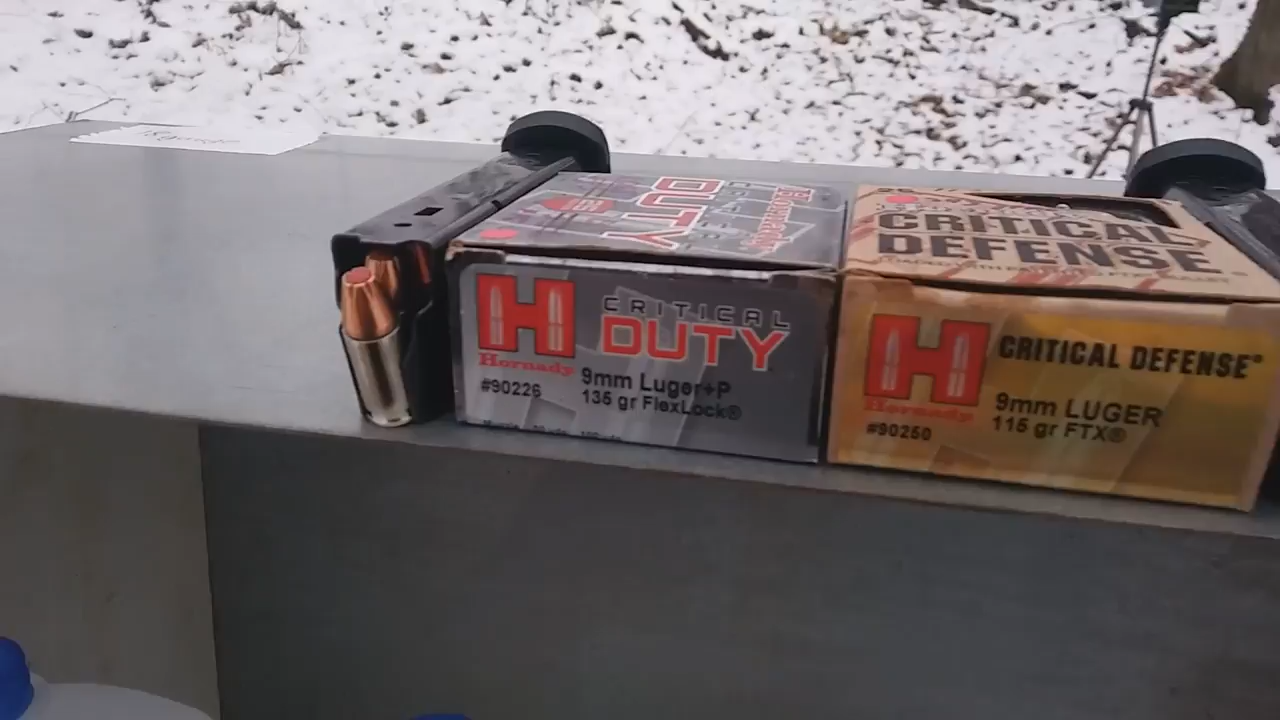 DUTY
Hornady
CRITICAL
DEFENSE
H
Hornady
CRITICAL
DUTY
#90226
9mm Luger+P
135 gr FlexLock®
H
Hornady
CRITICAL DEFENSE®
#90250
9mm LUGER
115 gr FTX®